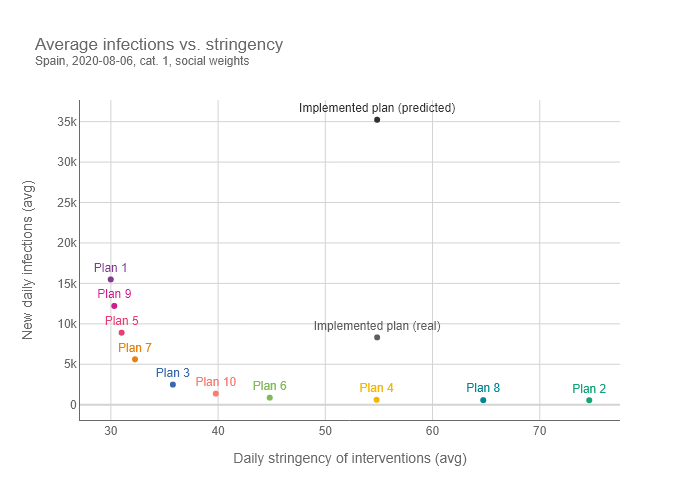 Average infections vs. stringency
Spain, 2020-08-06, cat. 1, social weights
Implemented plan (predicted)
35k
30k
25k
20k
Plan 1
15k
Plan 9
Plan 5
10k
Implemented plan (real)
Plan 7
5k
Plan 3
Plan 10
Plan 6
Plan 4
Plan 8
Plan 2
0
30
40
50
60
70
New daily infections (avg)
Daily stringency of interventions (avg)